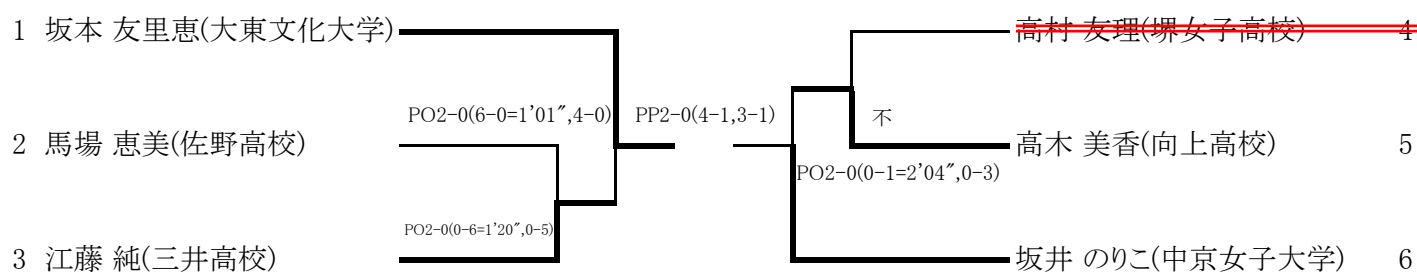 1 坂本 友里恵(大東文化大学)
高村 友理(堺女子高校) 4
PO2-0(6-0=1’01″,4-0) PP2-0(4-1,3-1) 不
2 馬場 恵美(佐野高校)
高木 美香(向上高校) 5
PO2-0(0-1=2’04″,0-3)
PO2-0(0-6=1’20″,0-5)
3 江藤 純(三井高校)
坂井 のりこ(中京女子大学) 6